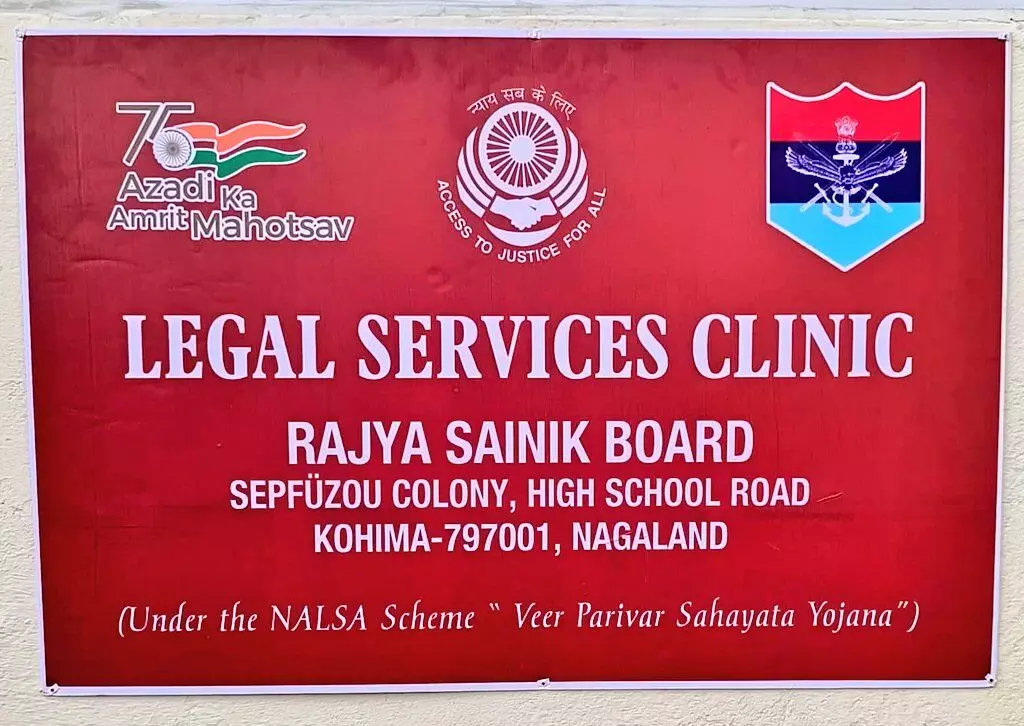 75
Azadi Ka
Amrit Mahotsav
न्याय सब के लिए
ACCESS TO JUSTICE FOR ALL
LEGAL SERVICES CLINIC
RAJYA SAINIK BOARD
SEPFÜZOU COLONY, HIGH SCHOOL ROAD
KOHIMA-797001, NAGALAND
(Under the NALSA Scheme “ Veer Parivar Sahayata Yojana”)